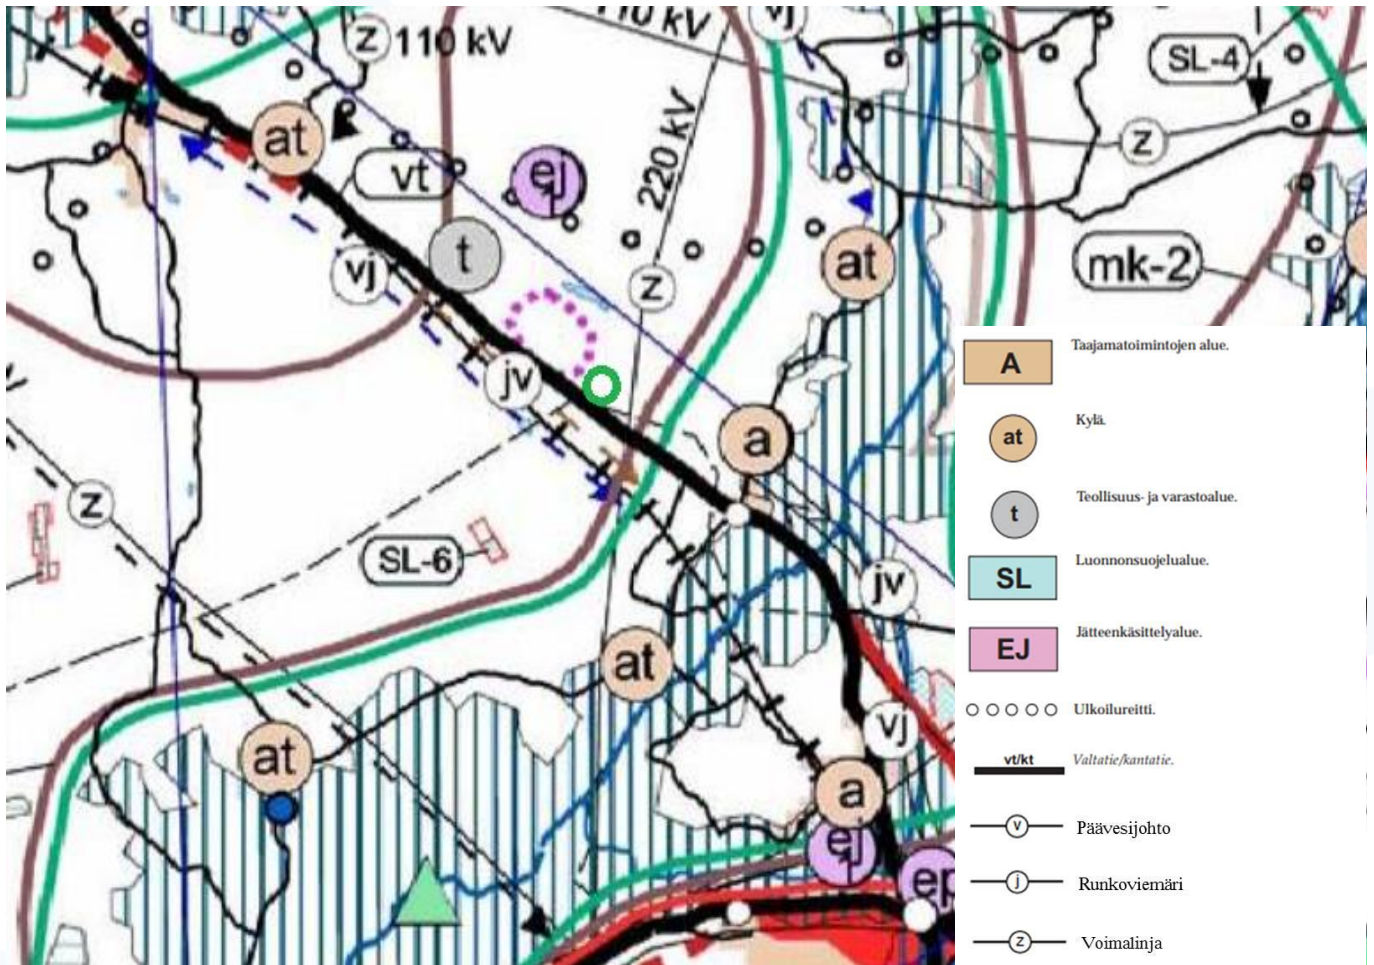 z 110 kV
110 kV
vj
SL-4
at
vt
ej
220 kV
z
vj
t
at
mk-2
z
jv
a
z
SL-6
jv
at
at
vj
a
ej
ep
A Taajamatoimintojen alue.
at Kylä.
t Teollisuus- ja varastoalue.
SL Luonnonsuojelualue.
EJ Jätteenkäsittelyalue.
Ulkoilureitti.
vt/kt Valtatie/kantatie.
v Päävesijohto
j Runkoviemäri
z Voimalinja